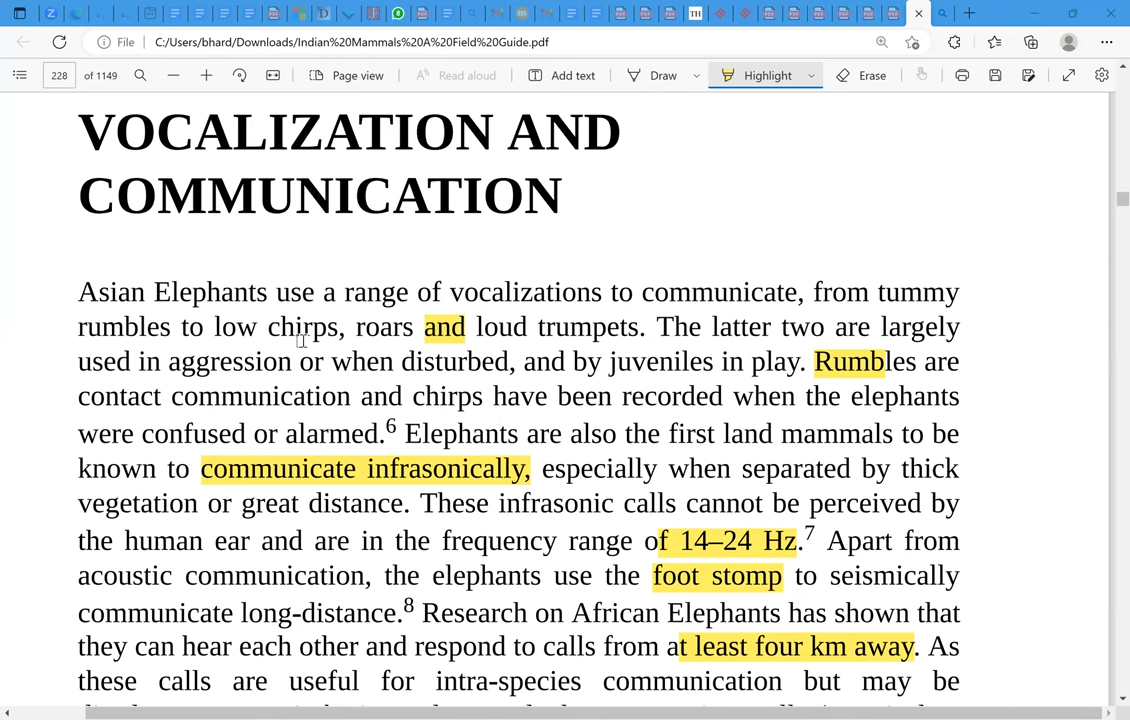 File
C:/Users/bhard/Downloads/Indian%20Mammals%20A%20Field%20Guide.pdf
228 of 1149
Page view
Read aloud
Add text
Draw
Highlight
Erase
VOCALIZATION AND
COMMUNICATION
Asian Elephants use a range of vocalizations to communicate, from tummy
rumbles to low chirps, roars and loud trumpets. The latter two are largely
used in aggression or when disturbed, and by juveniles in play. Rumbles are
contact communication and chirps have been recorded when the elephants
were confused or alarmed.6 Elephants are also the first land mammals to be
known to communicate infrasonically, especially when separated by thick
vegetation or great distance. These infrasonic calls cannot be perceived by
the human ear and are in the frequency range of 14–24 Hz.7 Apart from
acoustic communication, the elephants use the foot stomp to seismically
communicate long-distance.8 Research on African Elephants has shown that
they can hear each other and respond to calls from at least four km away. As
these calls are useful for intra-species communication but may be